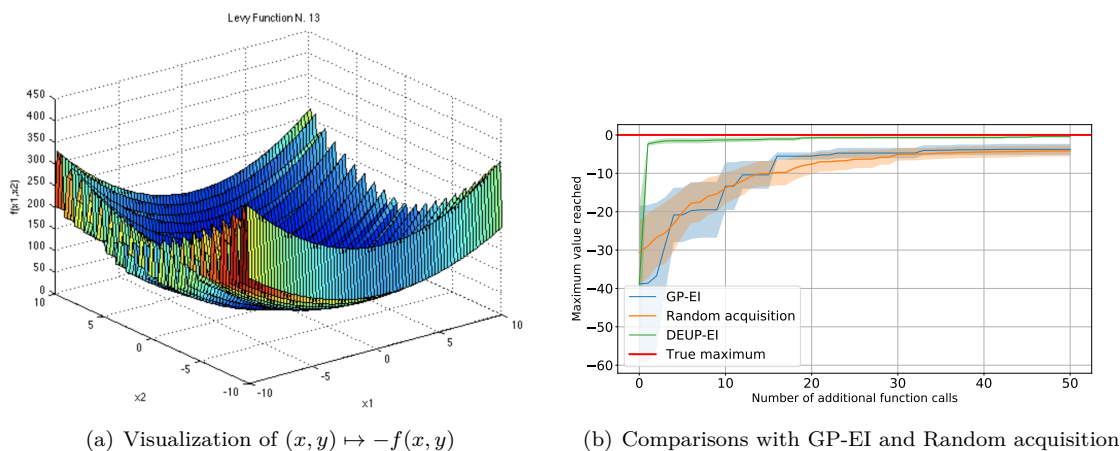 Levy Function N. 13
450
400
350
300
250
200
150
100
50
0
f(x1,x2)
10
5
0
-5
-10
x2
-10
-5
0
5
10
x1
(a) Visualization of (x, y) ↦ −f(x, y)
0
−10
−20
−30
−40
−50
−60
Maximum value reached
GP-EI
Random acquisition
DEUP-EI
True maximum
0
10
20
30
40
50
Number of additional function calls
(b) Comparisons with GP-EI and Random acquisition